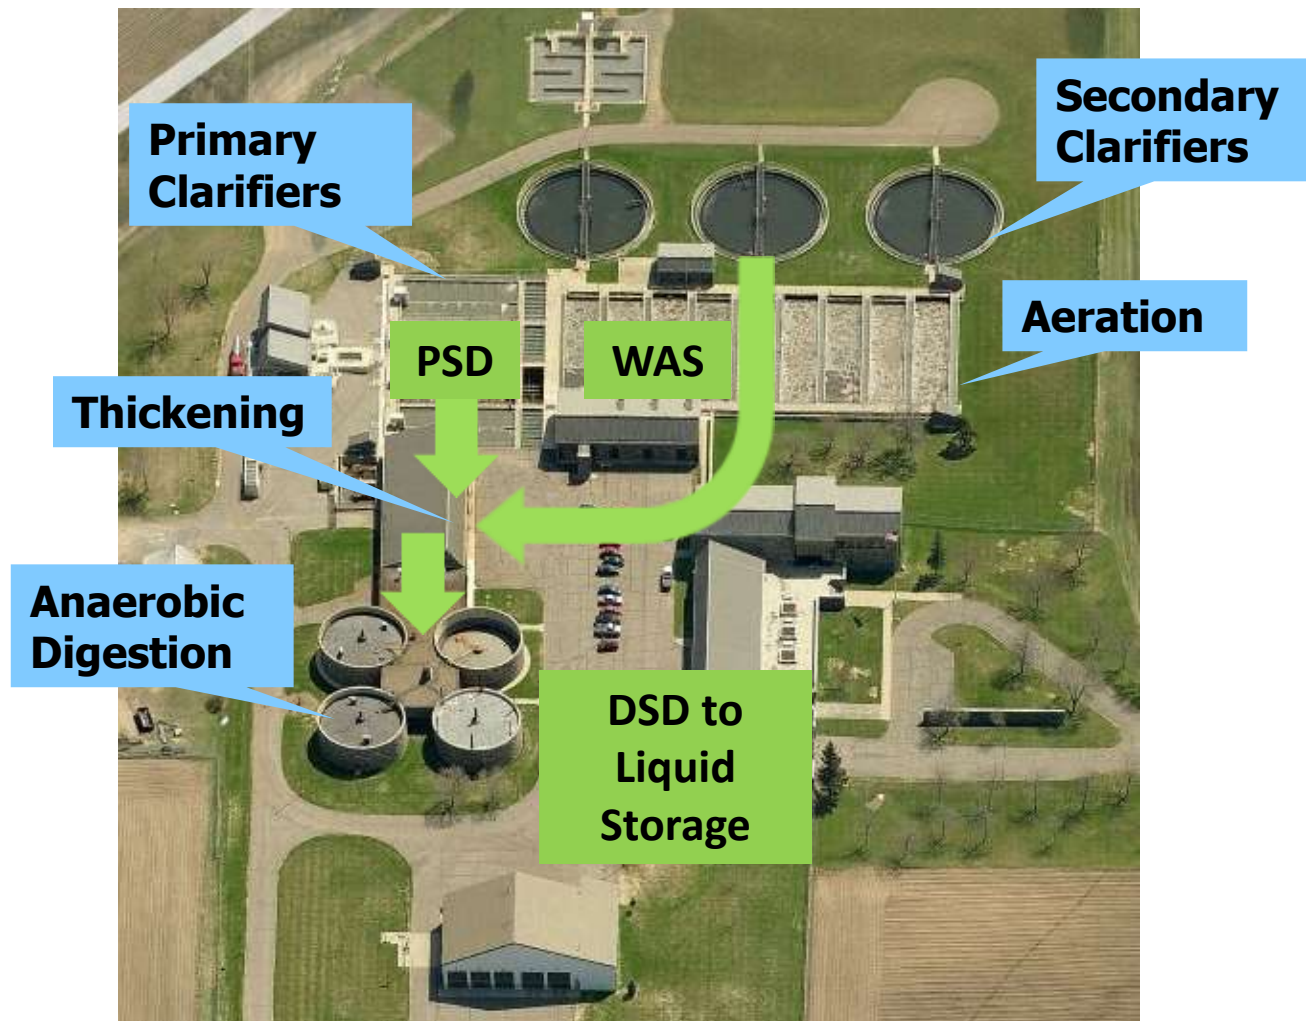 Secondary
Clarifiers
Primary
Clarifiers
Aeration
PSD
WAS
Thickening
Anaerobic
Digestion
DSD to
Liquid
Storage